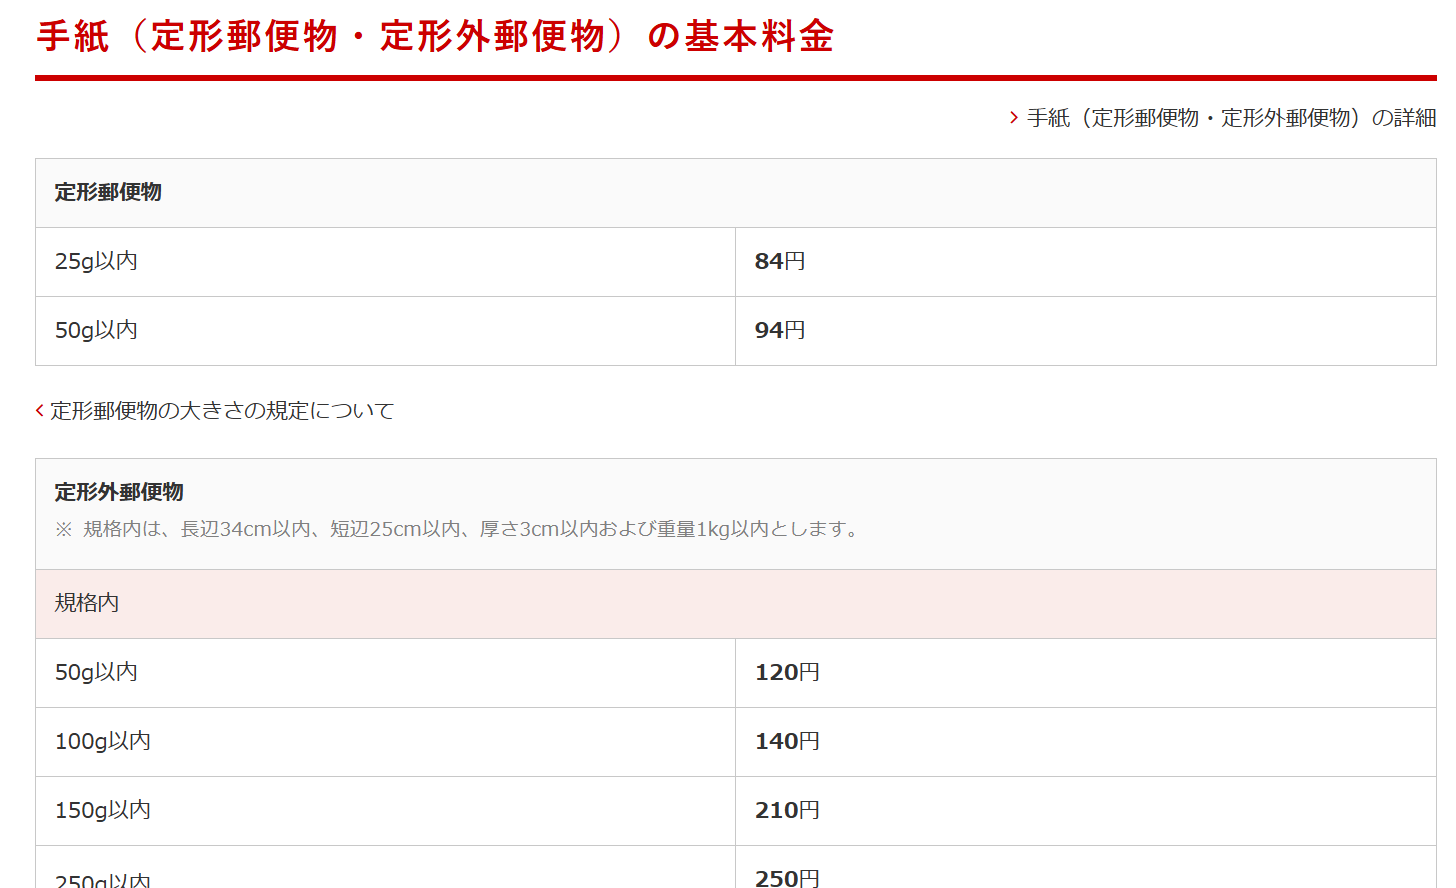 手紙（定形郵便物・定形外郵便物）の基本料金
手紙（定形郵便物・定形外郵便物）の詳細
定形郵便物
25g以内 84円
50g以内 94円
定形郵便物の大きさの規定について
定形外郵便物
※ 規格内は、長辺34cm以内、短辺25cm以内、厚さ3cm以内および重量1kg以内とします。
規格内
50g以内 120円
100g以内 140円
150g以内 210円
250g以内 250円